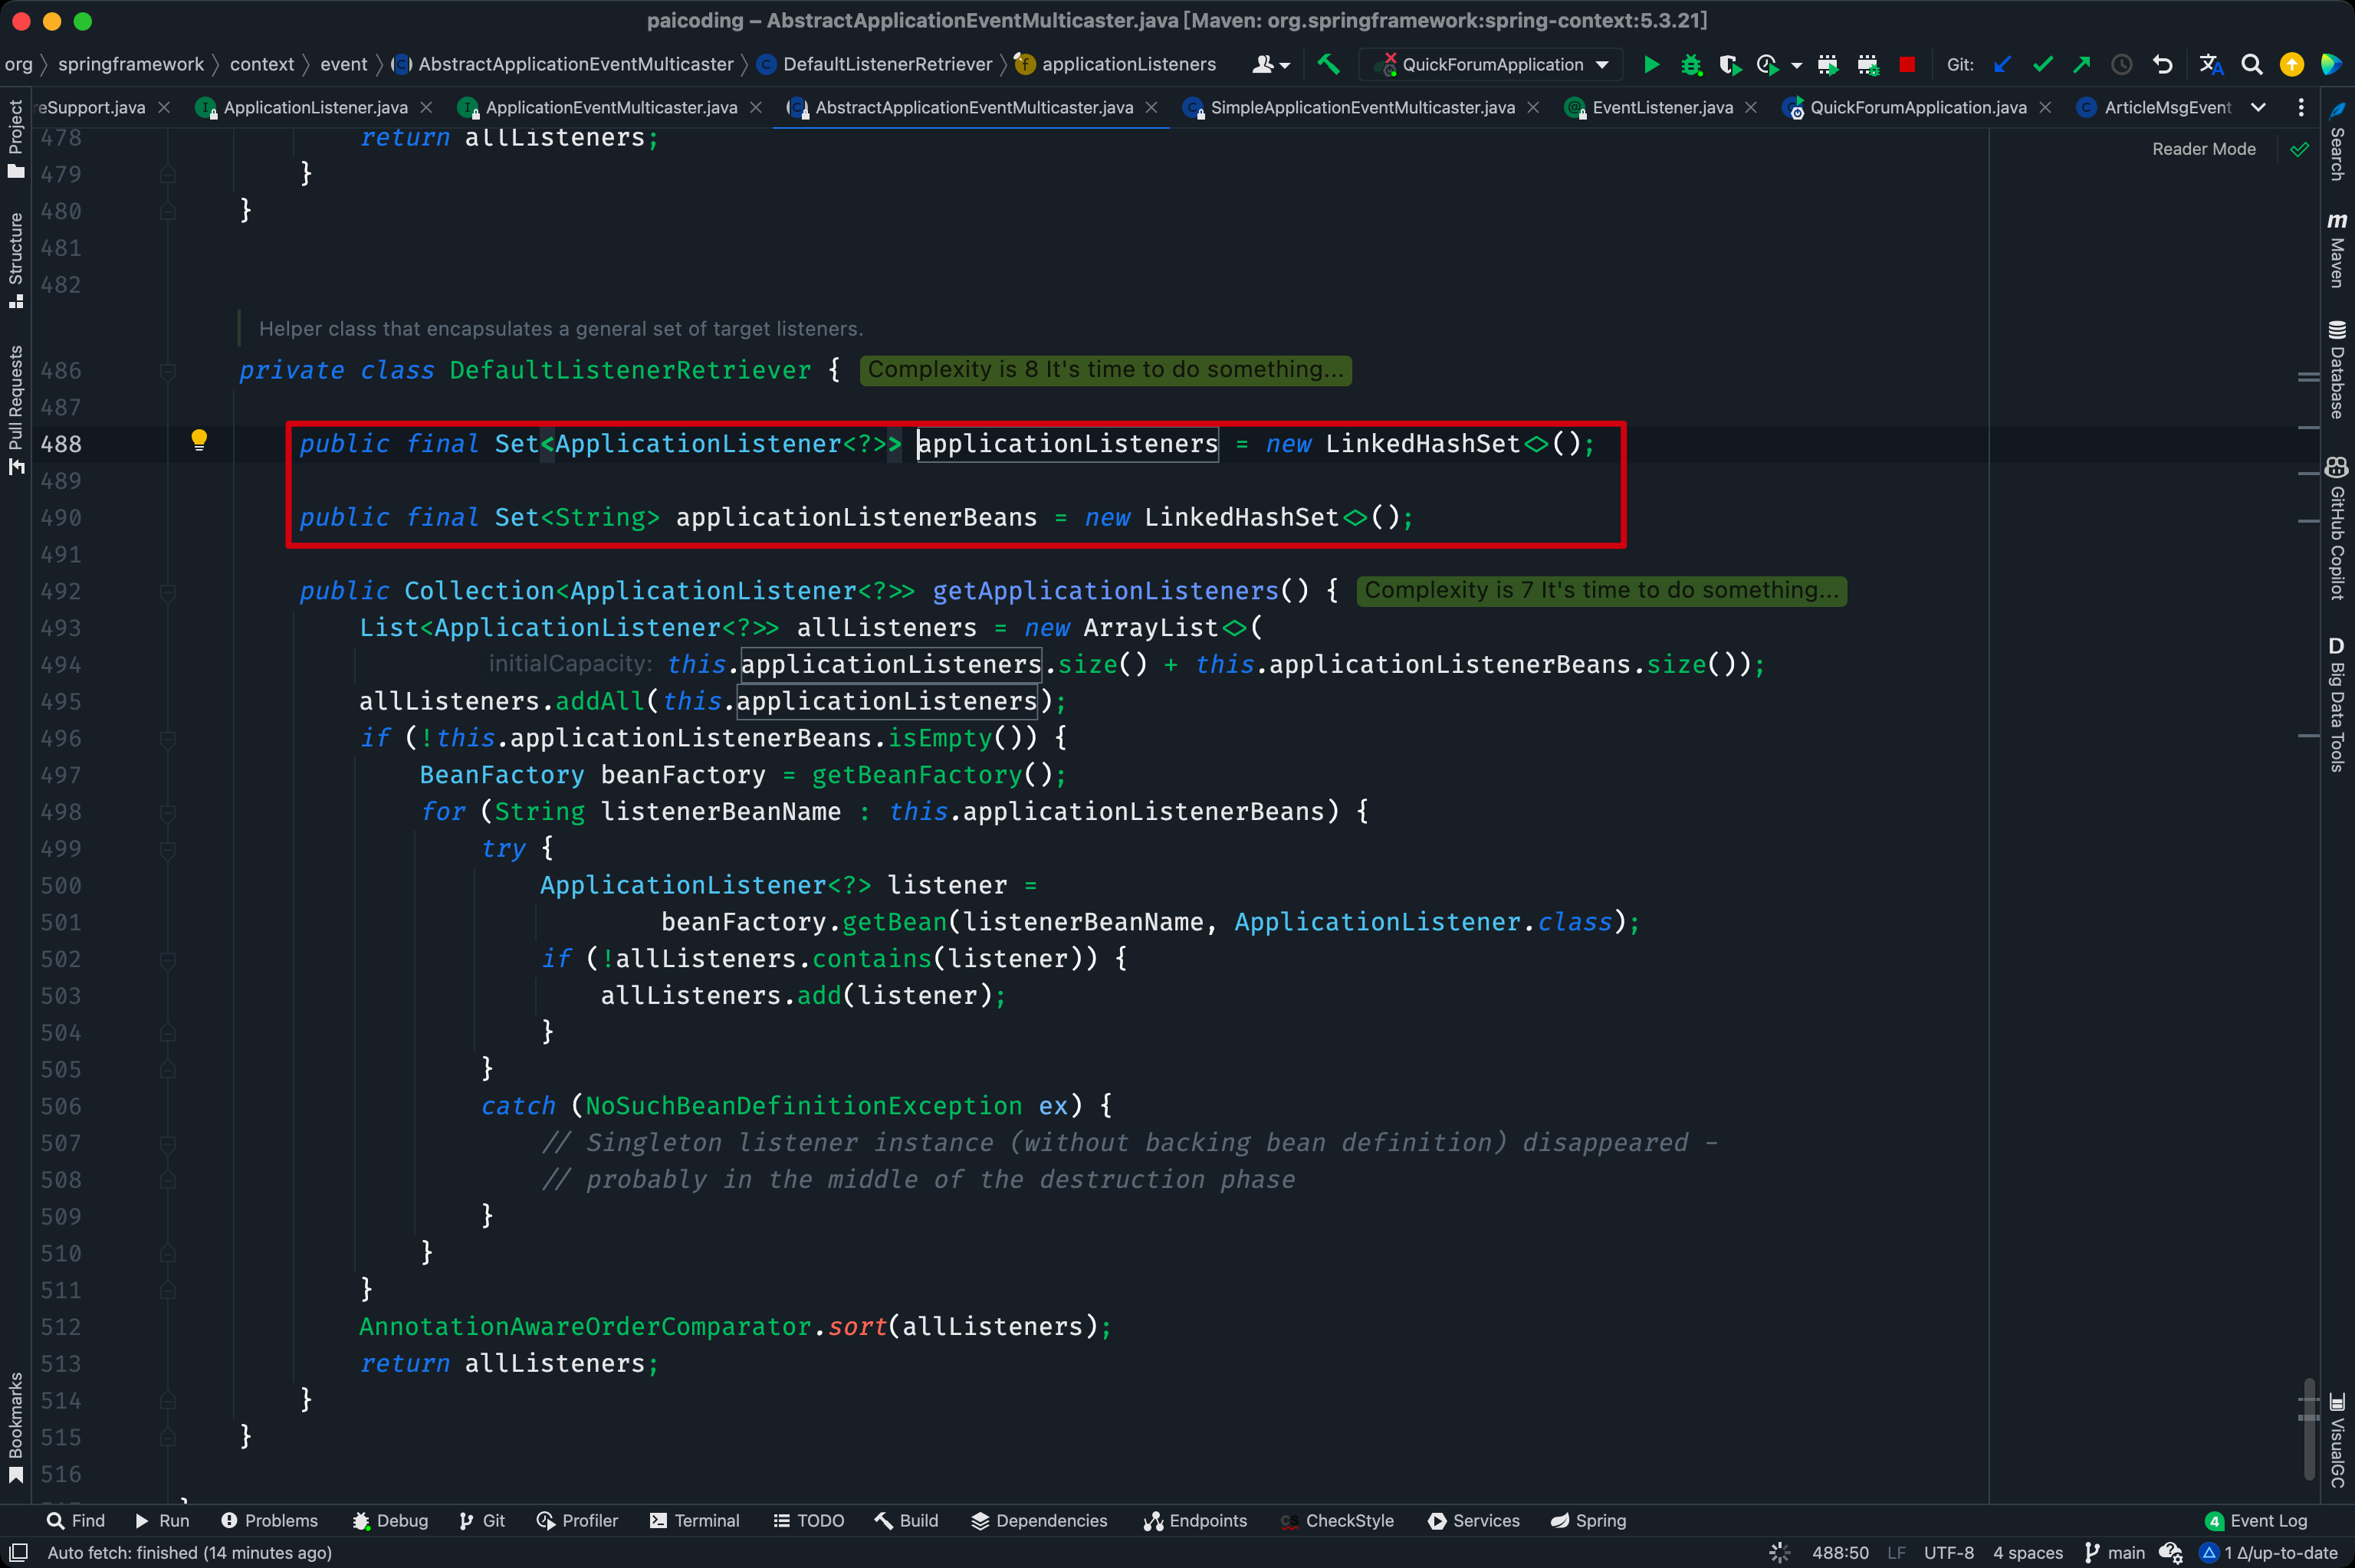 paicoding – AbstractApplicationEventMulticaster.java [Maven: org.springframework:spring-context:5.3.21]
org springframework context event AbstractApplicationEventMulticaster DefaultListenerRetriever applicationListeners QuickForumApplication Git:
reSupport.java ApplicationListener.java ApplicationEventMulticaster.java AbstractApplicationEventMulticaster.java SimpleApplicationEventMulticaster.java EventListener.java QuickForumApplication.java ArticleMsgEvent
Reader Mode
Project
Structure
Pull Requests
Bookmarks
478 return allListeners;
479 }
480 }
481
482
Helper class that encapsulates a general set of target listeners.
486 private class DefaultListenerRetriever { Complexity is 8 It's time to do something...
487
488 public final Set<ApplicationListener<?>> applicationListeners = new LinkedHashSet<>();
489
490 public final Set<String> applicationListenerBeans = new LinkedHashSet<>();
491
492 public Collection<ApplicationListener<?>> getApplicationListeners() { Complexity is 7 It's time to do something...
493 List<ApplicationListener<?>> allListeners = new ArrayList<>(
494 initialCapacity: this.applicationListeners.size() + this.applicationListenerBeans.size());
495 allListeners.addAll(this.applicationListeners);
496 if (!this.applicationListenerBeans.isEmpty()) {
497 BeanFactory beanFactory = getBeanFactory();
498 for (String listenerBeanName : this.applicationListenerBeans) {
499 try {
500 ApplicationListener<?> listener =
501 beanFactory.getBean(listenerBeanName, ApplicationListener.class);
502 if (!allListeners.contains(listener)) {
503 allListeners.add(listener);
504 }
505 }
506 catch (NoSuchBeanDefinitionException ex) {
507 // Singleton listener instance (without backing bean definition) disappeared -
508 // probably in the middle of the destruction phase
509 }
510 }
511 }
512 AnnotationAwareOrderComparator.sort(allListeners);
513 return allListeners;
514 }
515 }
516
Search
m Maven
Database
GitHub Copilot
D Big Data Tools
VisualGC
Find Run Problems Debug Git Profiler Terminal TODO Build Dependencies Endpoints CS CheckStyle Services Spring 4 Event Log
Auto fetch: finished (14 minutes ago) 488:50 LF UTF-8 4 spaces main 1 Δ/up-to-date